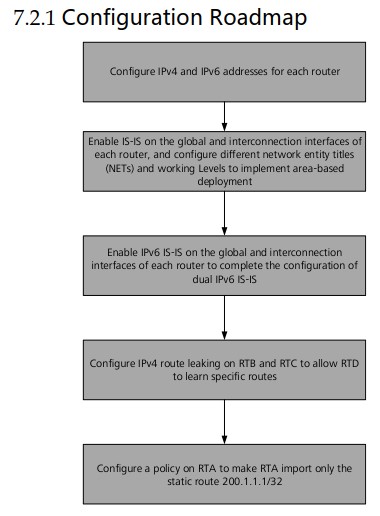 7.2.1 Configuration Roadmap
Configure IPv4 and IPv6 addresses for each router
Enable IS-IS on the global and interconnection interfaces of
each router, and configure different network entity titles
(NETs) and working Levels to implement area-based
deployment
Enable IPv6 IS-IS on the global and interconnection
interfaces of each router to complete the configuration of
dual IPv6 IS-IS
Configure IPv4 route leaking on RTB and RTC to allow RTD
to learn specific routes
Configure a policy on RTA to make RTA import only the
static route 200.1.1.1/32